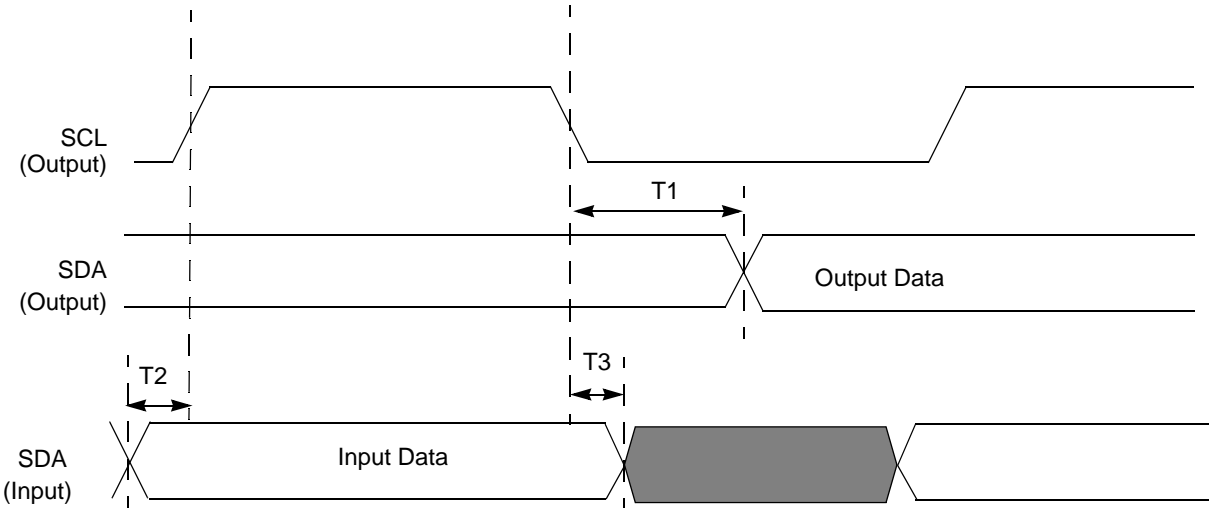 SCL
(Output)
T1
SDA
(Output)
Output Data
T2
T3
SDA
(Input)
Input Data